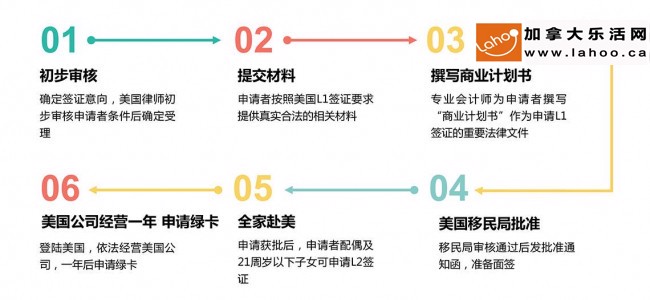 01
02
03
Lahoo
加拿大乐活网
www.lahoo.ca
初步审核
提交材料
撰写商业计划书
确定签证意向，美国律师初
步审核申请者条件后确定受
理
申请者按照美国L1签证要求
提供真实合法的相关材料
专业会计师为申请者撰写
“商业计划书”作为申请L1
签证的重要法律文件
06
05
04
美国公司经营一年 申请绿卡
全家赴美
美国移民局批准
登陆美国，依法经营美国公
司，一年后申请绿卡
申请获批后，申请者配偶及
21周岁以下子女可申请L2签
证
移民局审核通过后发批准通
知函，准备面签